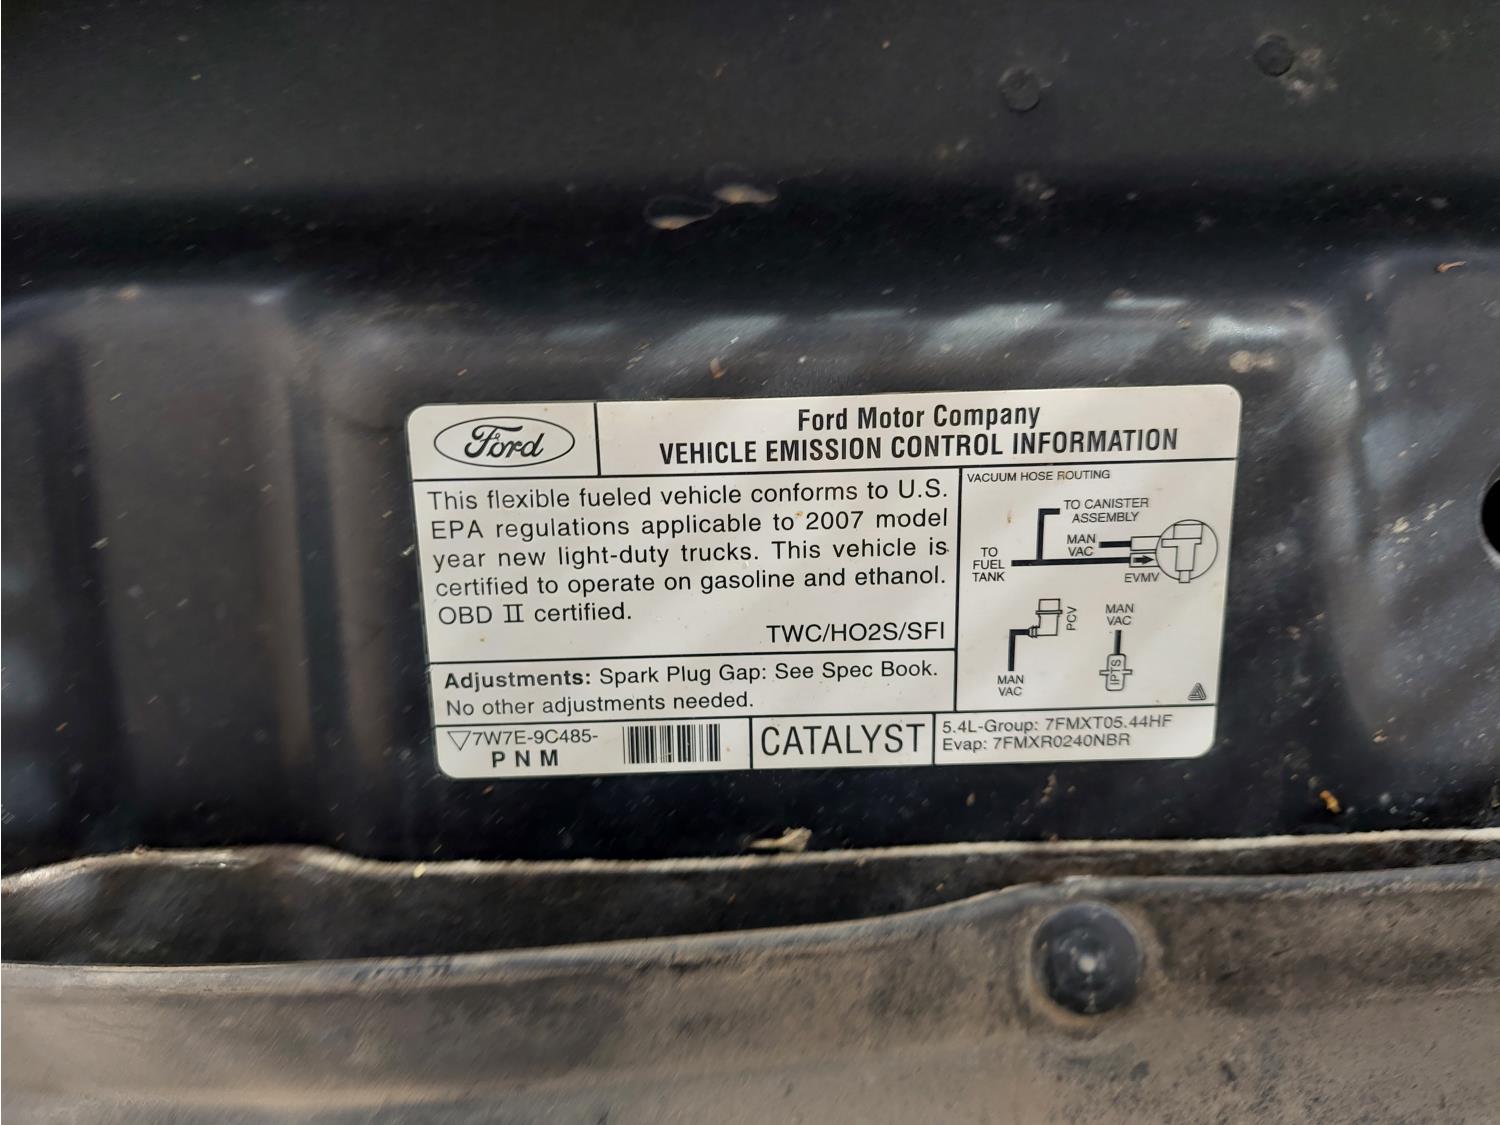 Ford
Ford Motor Company
VEHICLE EMISSION CONTROL INFORMATION
This flexible fueled vehicle conforms to U.S.
EPA regulations applicable to 2007 model
year new light-duty trucks. This vehicle is
certified to operate on gasoline and ethanol.
OBD II certified.
TWC/HO2S/SFI
Adjustments: Spark Plug Gap: See Spec Book.
No other adjustments needed.
VACUUM HOSE ROUTING
TO CANISTER
ASSEMBLY
MAN
VAC
TO
FUEL
TANK
EVMV
PCV
MAN
VAC
MAN
VAC
IPTS
7W7E-9C485-
P N M
CATALYST
5.4L-Group: 7FMXT05.44HF
Evap: 7FMXR0240NBR